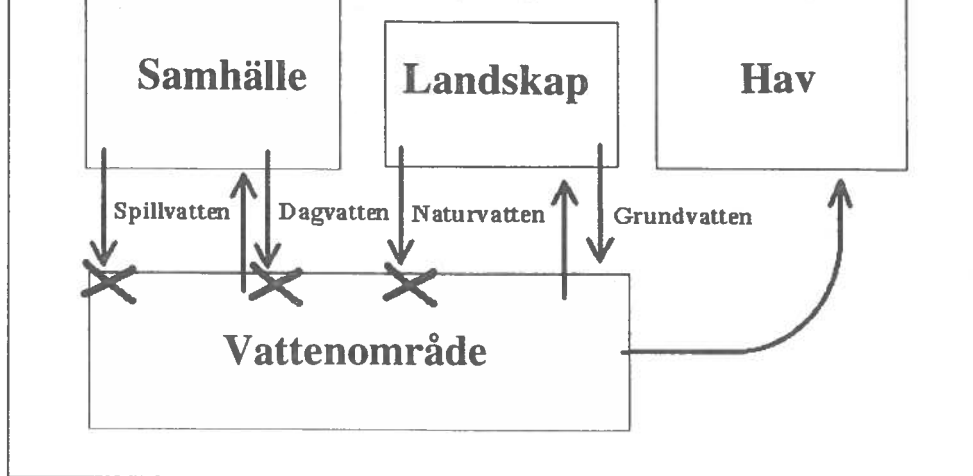 Samhälle
Landskap
Hav
Spillvatten
Dagvatten
Naturvatten
Grundvatten
Vattenområde